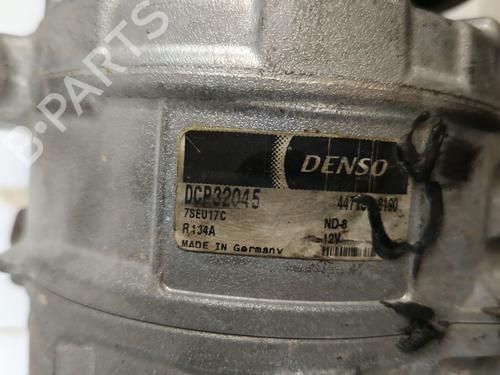 B-PARTS
DENSO
DCP32045
7SEU17C
ND-8
R134A
12V
MADE IN Germany